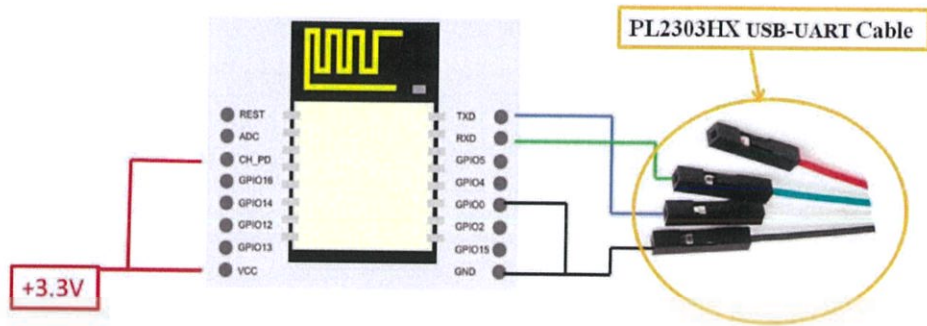 PL2303HX USB-UART Cable
REST
ADC
CH_PD
GPIO16
GPIO14
GPIO12
GPIO13
VCC
TXD
RXD
GPIO5
GPIO4
GPIO0
GPIO2
GPIO15
GND
+3.3V